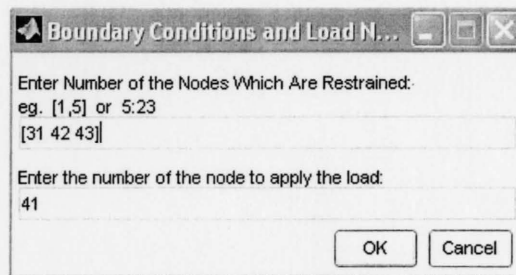 Boundary Conditions and Load N...
Enter Number of the Nodes Which Are Restrained:
eg. [1,5] or 5:23
[31 42 43]
Enter the number of the node to apply the load:
41
OK
Cancel